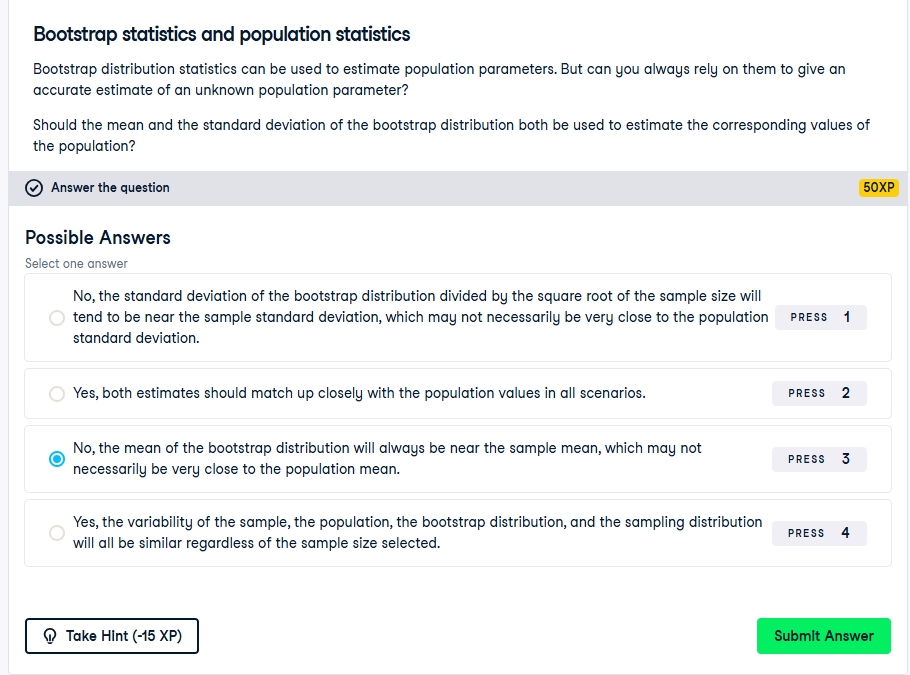 Bootstrap statistics and population statistics
Bootstrap distribution statistics can be used to estimate population parameters. But can you always rely on them to give an
accurate estimate of an unknown population parameter?
Should the mean and the standard deviation of the bootstrap distribution both be used to estimate the corresponding values of
the population?
Answer the question
50XP
Possible Answers
Select one answer
No, the standard deviation of the bootstrap distribution divided by the square root of the sample size will
tend to be near the sample standard deviation, which may not necessarily be very close to the population
standard deviation.
PRESS 1
Yes, both estimates should match up closely with the population values in all scenarios.
PRESS 2
No, the mean of the bootstrap distribution will always be near the sample mean, which may not
necessarily be very close to the population mean.
PRESS 3
Yes, the variability of the sample, the population, the bootstrap distribution, and the sampling distribution
will all be similar regardless of the sample size selected.
PRESS 4
Take Hint (-15 XP)
Submit Answer